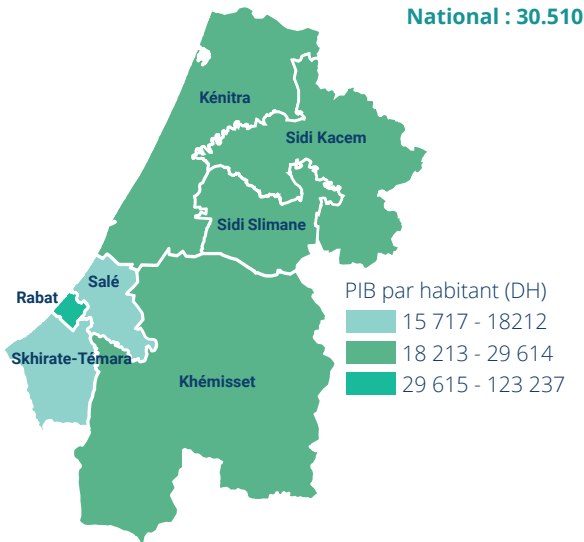 National : 30.510
Kénitra
Sidi Kacem
Sidi Slimane
Salé
Rabat
Skhirate-Témara
Khémisset
PIB par habitant (DH)
15 717 - 18212
18 213 - 29 614
29 615 - 123 237